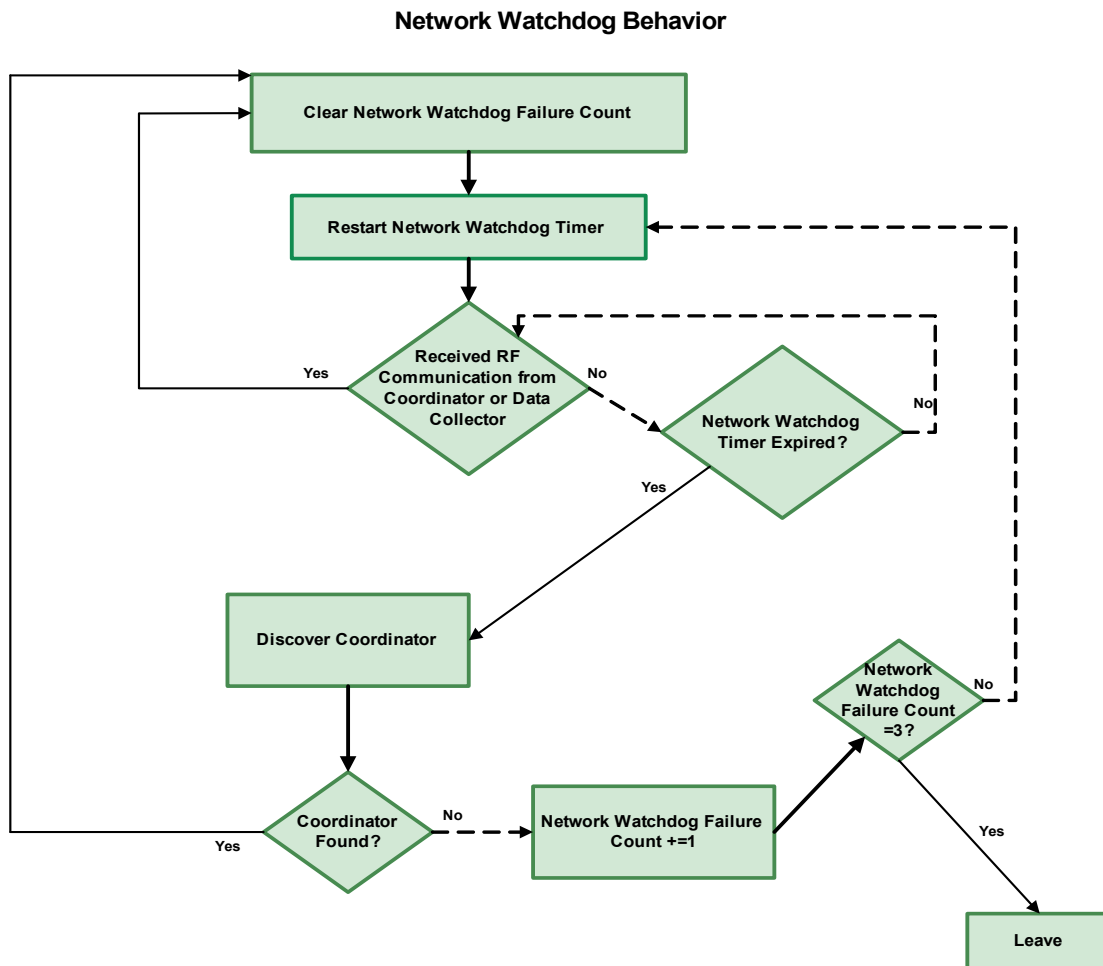 Network Watchdog Behavior
Clear Network Watchdog Failure Count
Restart Network Watchdog Timer
Received RF
Communication from
Coordinator or Data
Collector
Yes
No
Network Watchdog
Timer Expired?
No
Yes
Discover Coordinator
Network
Watchdog
Failure Count
=3?
No
Coordinator
Found?
Yes
No
Network Watchdog Failure
Count +=1
Yes
Leave